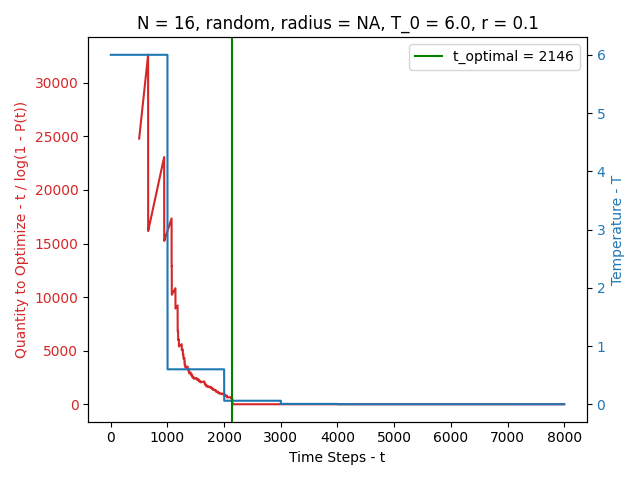 N = 16, random, radius = NA, T_0 = 6.0, r = 0.1
t_optimal = 2146
Quantity to Optimize - t / log(1 - P(t))
30000
25000
20000
15000
10000
5000
0
6
5
4
3
2
1
0
Temperature - T
0 1000 2000 3000 4000 5000 6000 7000 8000
Time Steps - t